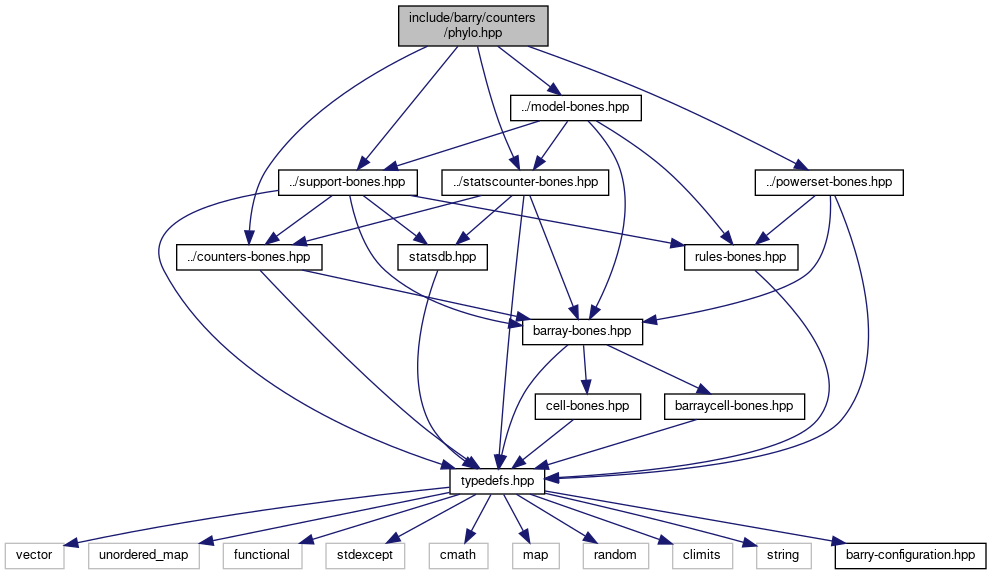 include/barry/counters
/phylo.hpp
../model-bones.hpp
../support-bones.hpp
../statscounter-bones.hpp
../powerset-bones.hpp
../counters-bones.hpp
statsdb.hpp
rules-bones.hpp
barray-bones.hpp
cell-bones.hpp
barraycell-bones.hpp
typedefs.hpp
vector
unordered_map
functional
stdexcept
cmath
map
random
climits
string
barry-configuration.hpp